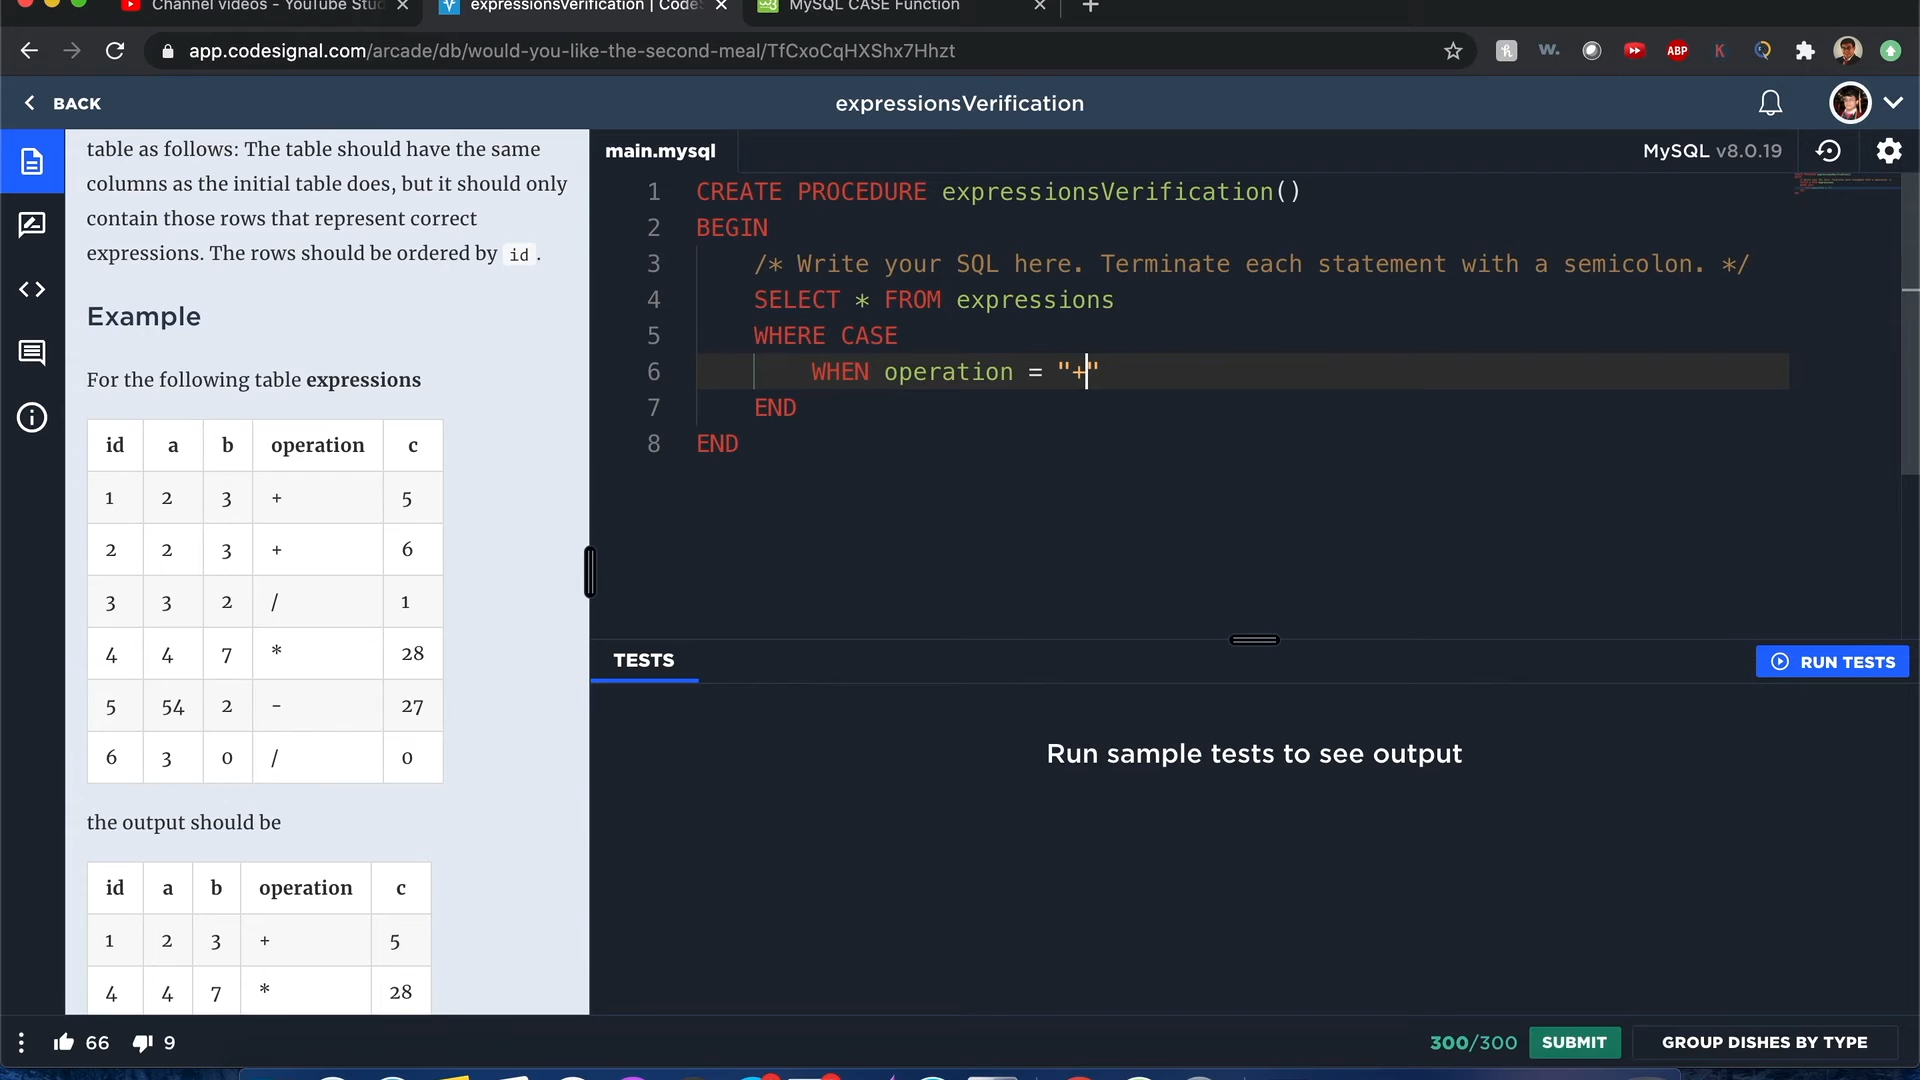 Channel videos - YouTube Stud
expressionsVerification | CodeS
MySQL CASE Function
app.codesignal.com/arcade/db/would-you-like-the-second-meal/TfCxoCqHXShx7Hhzt
BACK
expressionsVerification
table as follows: The table should have the same
columns as the initial table does, but it should only
contain those rows that represent correct
expressions. The rows should be ordered by id .
Example
For the following table expressions
id a b operation c
1 2 3 + 5
2 2 3 + 6
3 3 2 / 1
4 4 7 * 28
5 54 2 - 27
6 3 0 / 0
the output should be
id a b operation c
1 2 3 + 5
4 4 7 * 28
66 9
main.mysql
MySQL v8.0.19
1 CREATE PROCEDURE expressionsVerification()
2 BEGIN
3 /* Write your SQL here. Terminate each statement with a semicolon. */
4 SELECT * FROM expressions
5 WHERE CASE
6 WHEN operation = "+"
7 END
8 END
TESTS
RUN TESTS
Run sample tests to see output
300/300
SUBMIT
GROUP DISHES BY TYPE
ABP